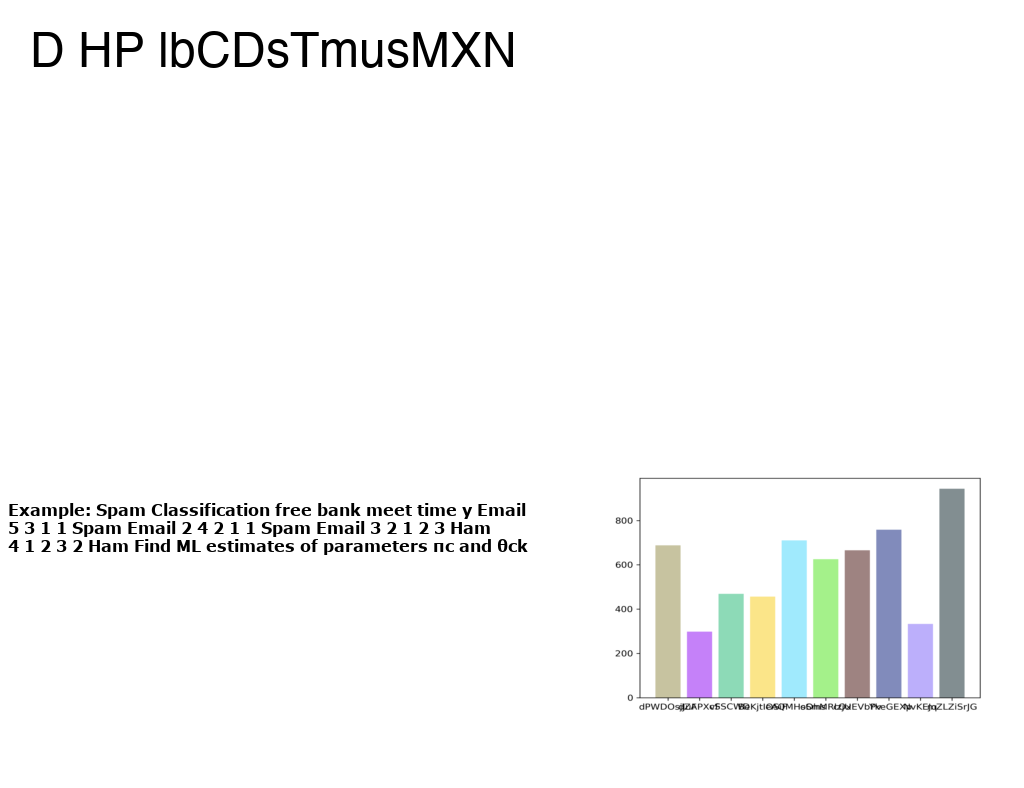 D HP lbCDsTmusMXN
Example: Spam Classification free bank meet time y Email
5 3 1 1 Spam Email 2 4 2 1 1 Spam Email 3 2 1 2 3 Ham
4 1 2 3 2 Ham Find ML estimates of parameters πc and θck
800
600
400
200
0